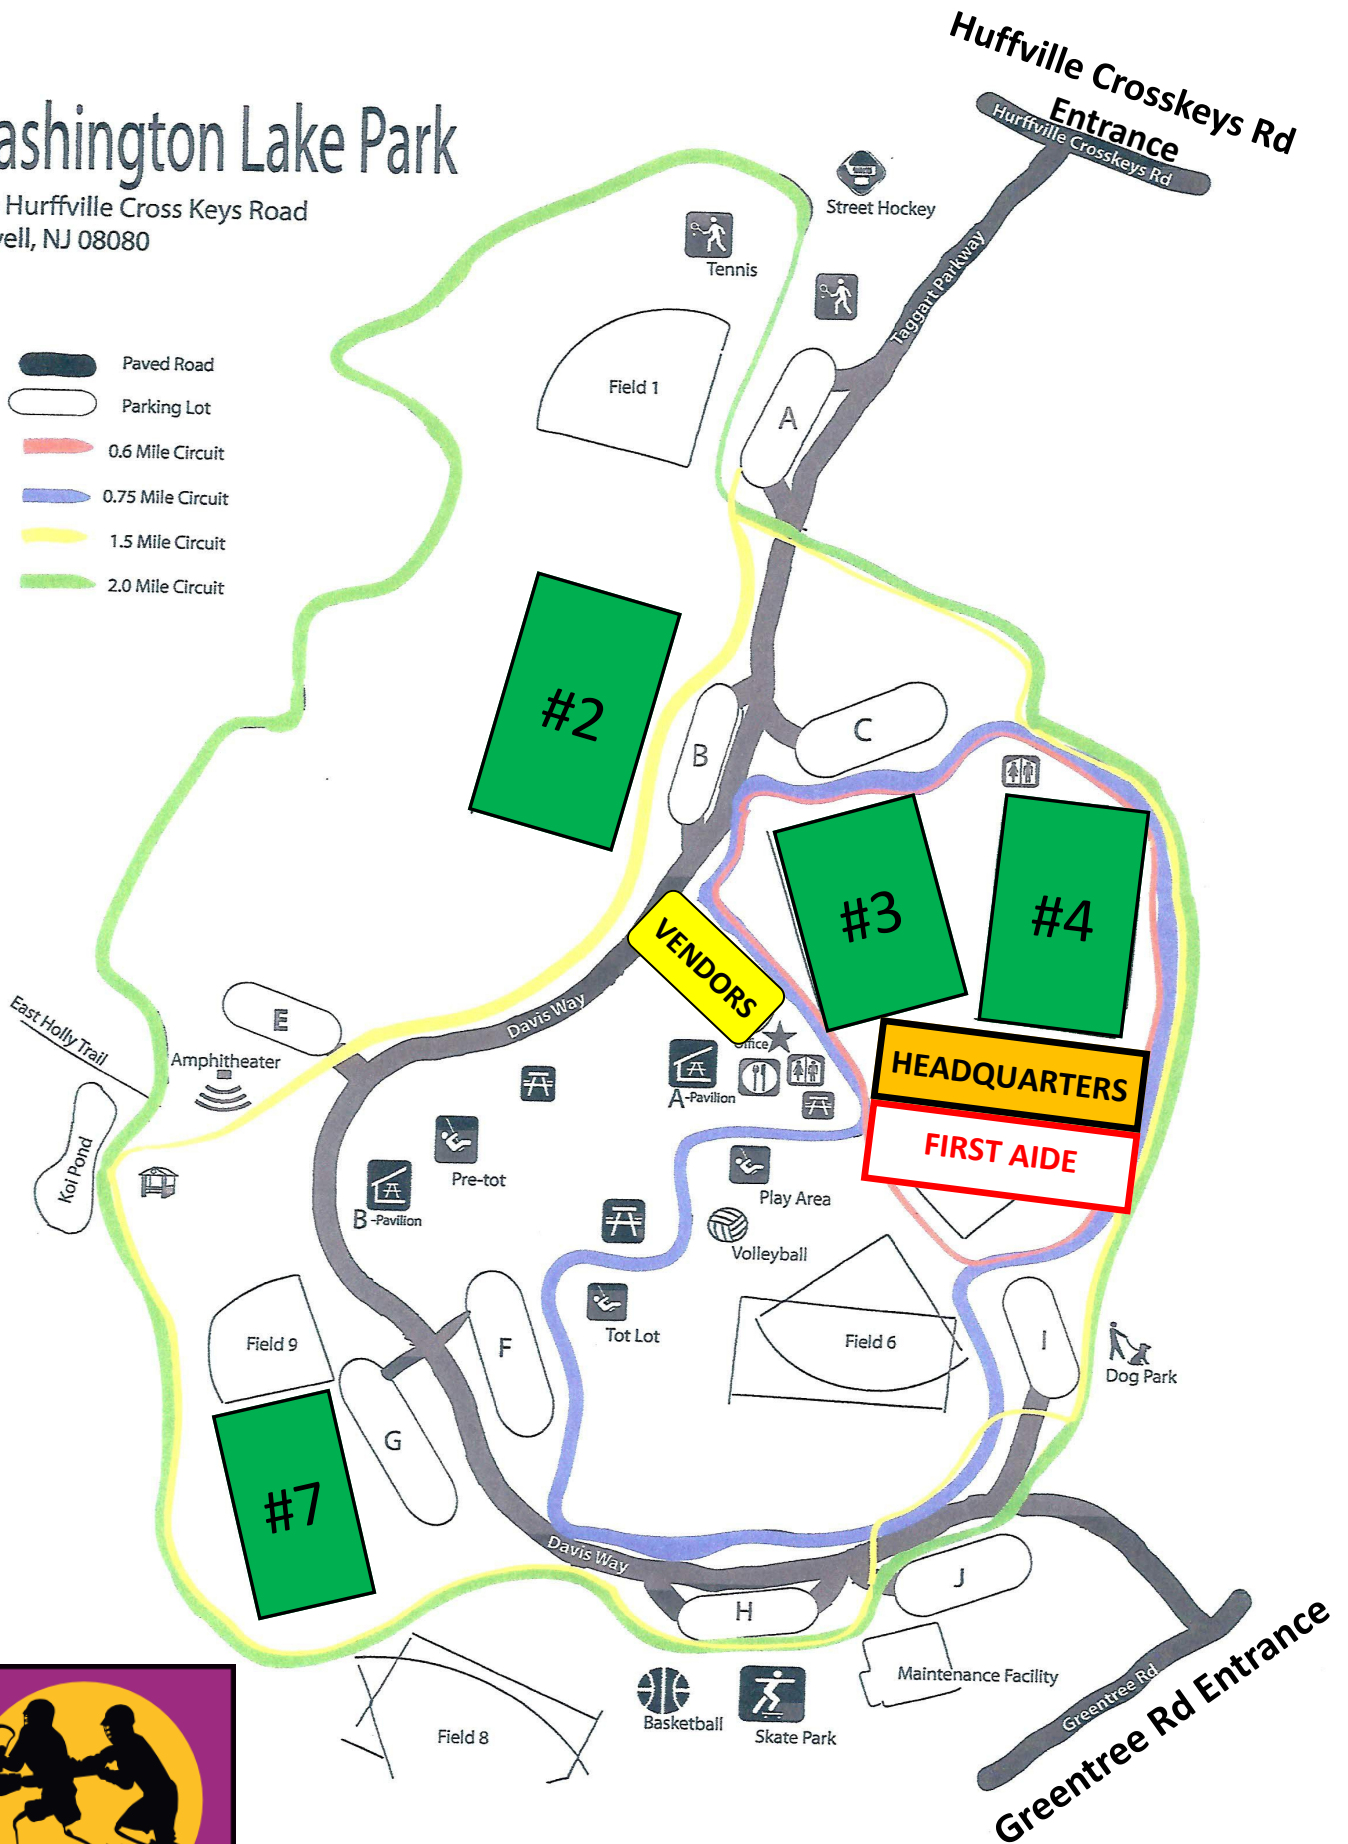 Huffville Crosskeys Rd
Entrance
Hurffville Crosskeys Rd
ashington Lake Park
Hurffville Cross Keys Road
ell, NJ 08080
Street Hockey
Tennis
Taggart Parkway
Paved Road
Parking Lot
0.6 Mile Circuit
0.75 Mile Circuit
1.5 Mile Circuit
2.0 Mile Circuit
Field 1
A
#2
B
C
#3
#4
VENDORS
Davis Way
E
East Holly Trail
Amphitheater
Koi Pond
Office
A-Pavilion
HEADQUARTERS
FIRST AIDE
Pre-tot
B-Pavilion
Play Area
Volleyball
Tot Lot
Field 9
F
Field 6
I
Dog Park
G
#7
Davis Way
H
J
Maintenance Facility
Basketball
Skate Park
Field 8
Greentree Rd
Greentree Rd Entrance